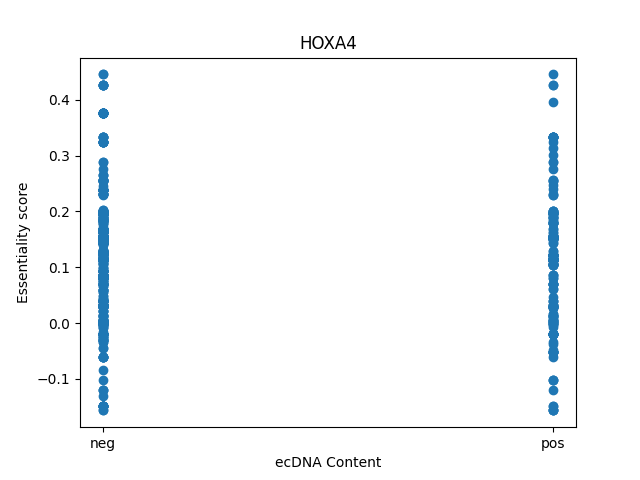 HOXA4
Essentiality score
0.4
0.3
0.2
0.1
0.0
−0.1
neg
pos
ecDNA Content